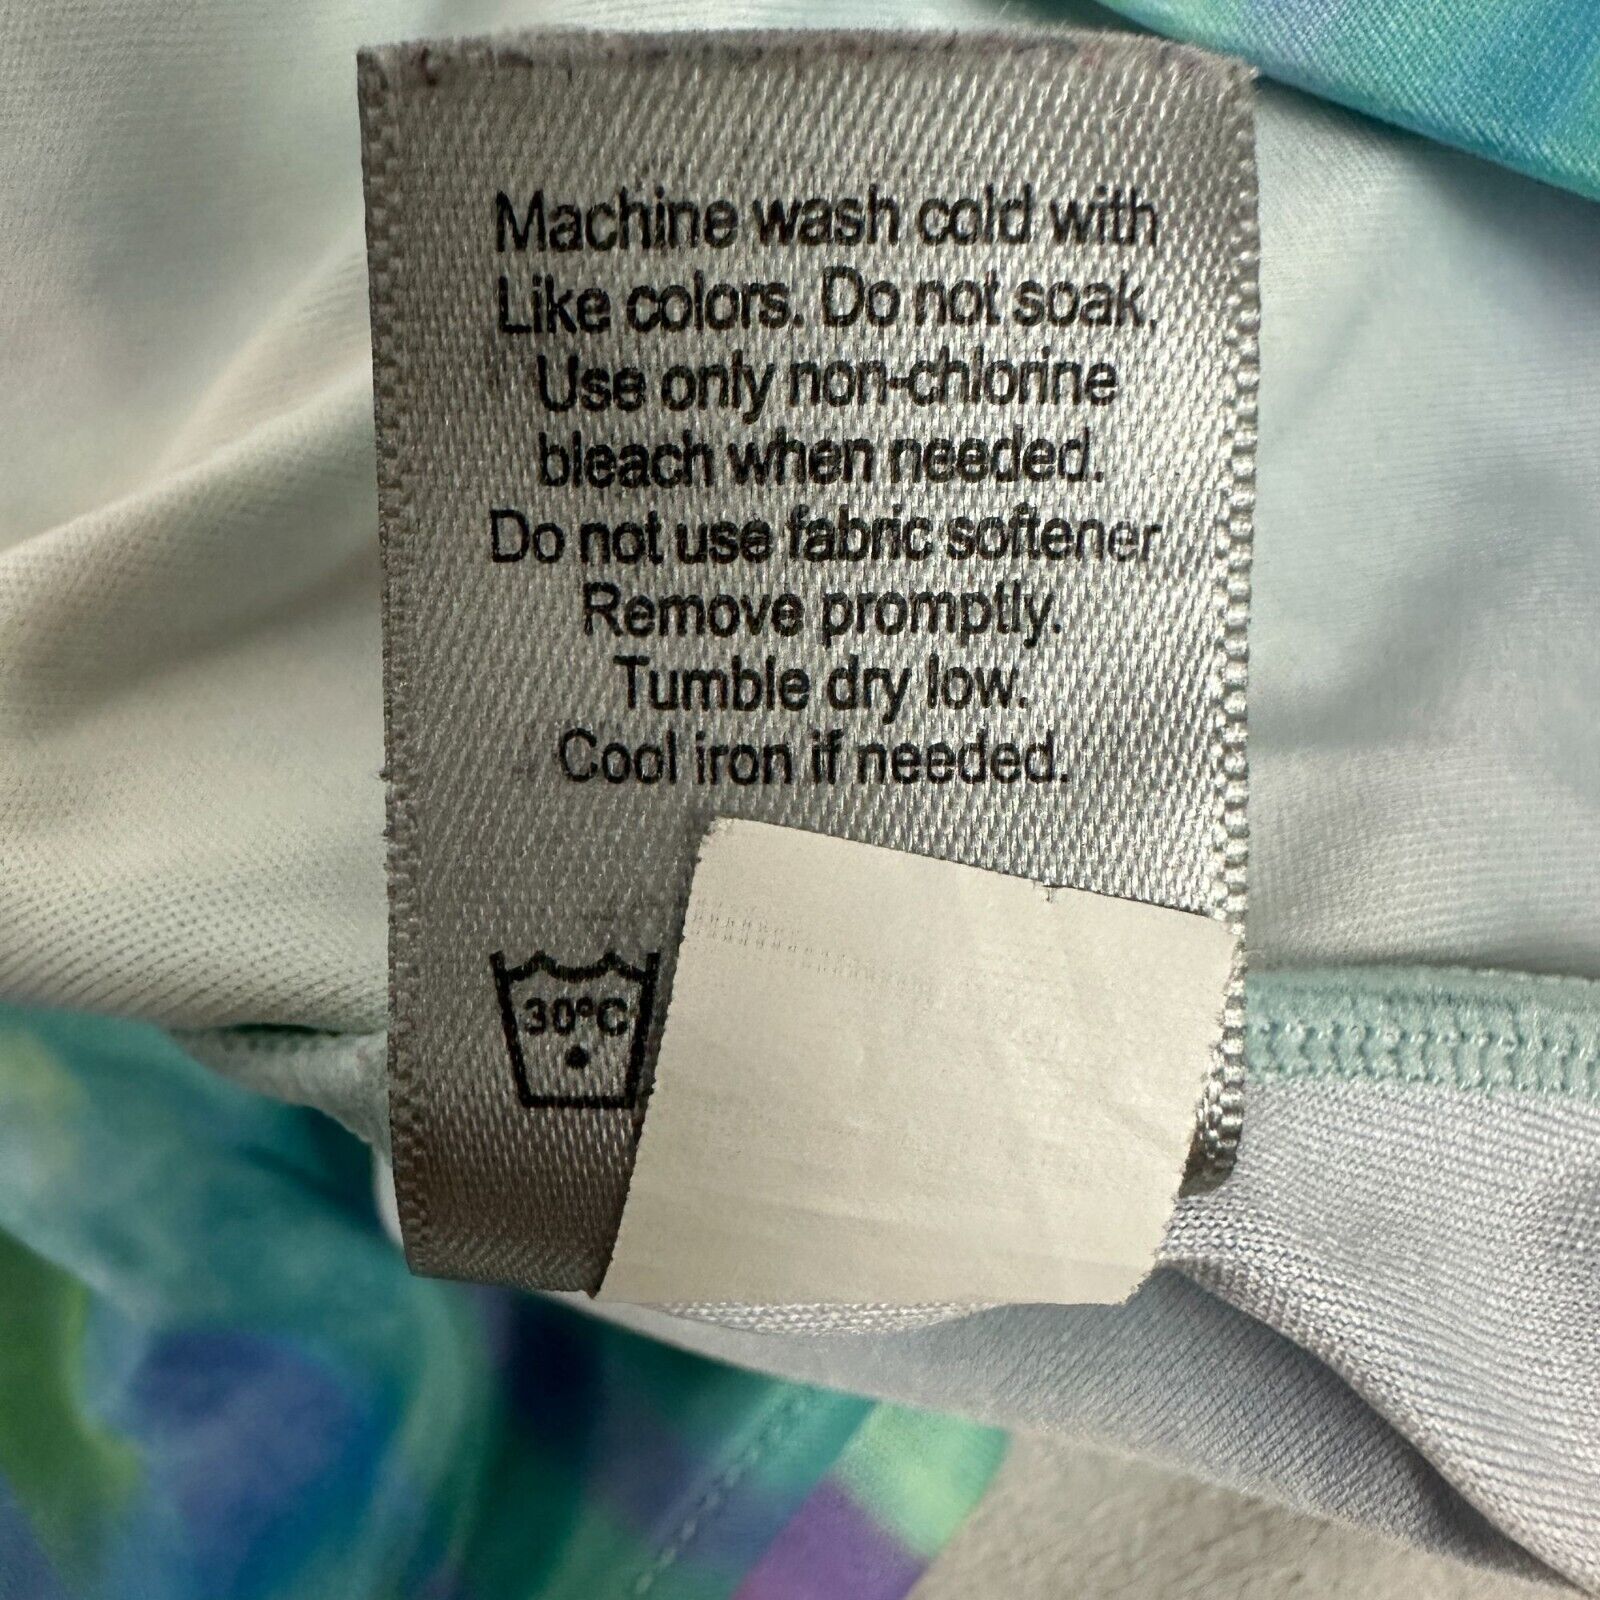 Machine wash cold with
Like colors. Do not soak,
Use only non-chlorine
bleach when needed.
Do not use fabric softener
Remove promptly.
Tumble dry low.
Cool iron if needed.
30°C